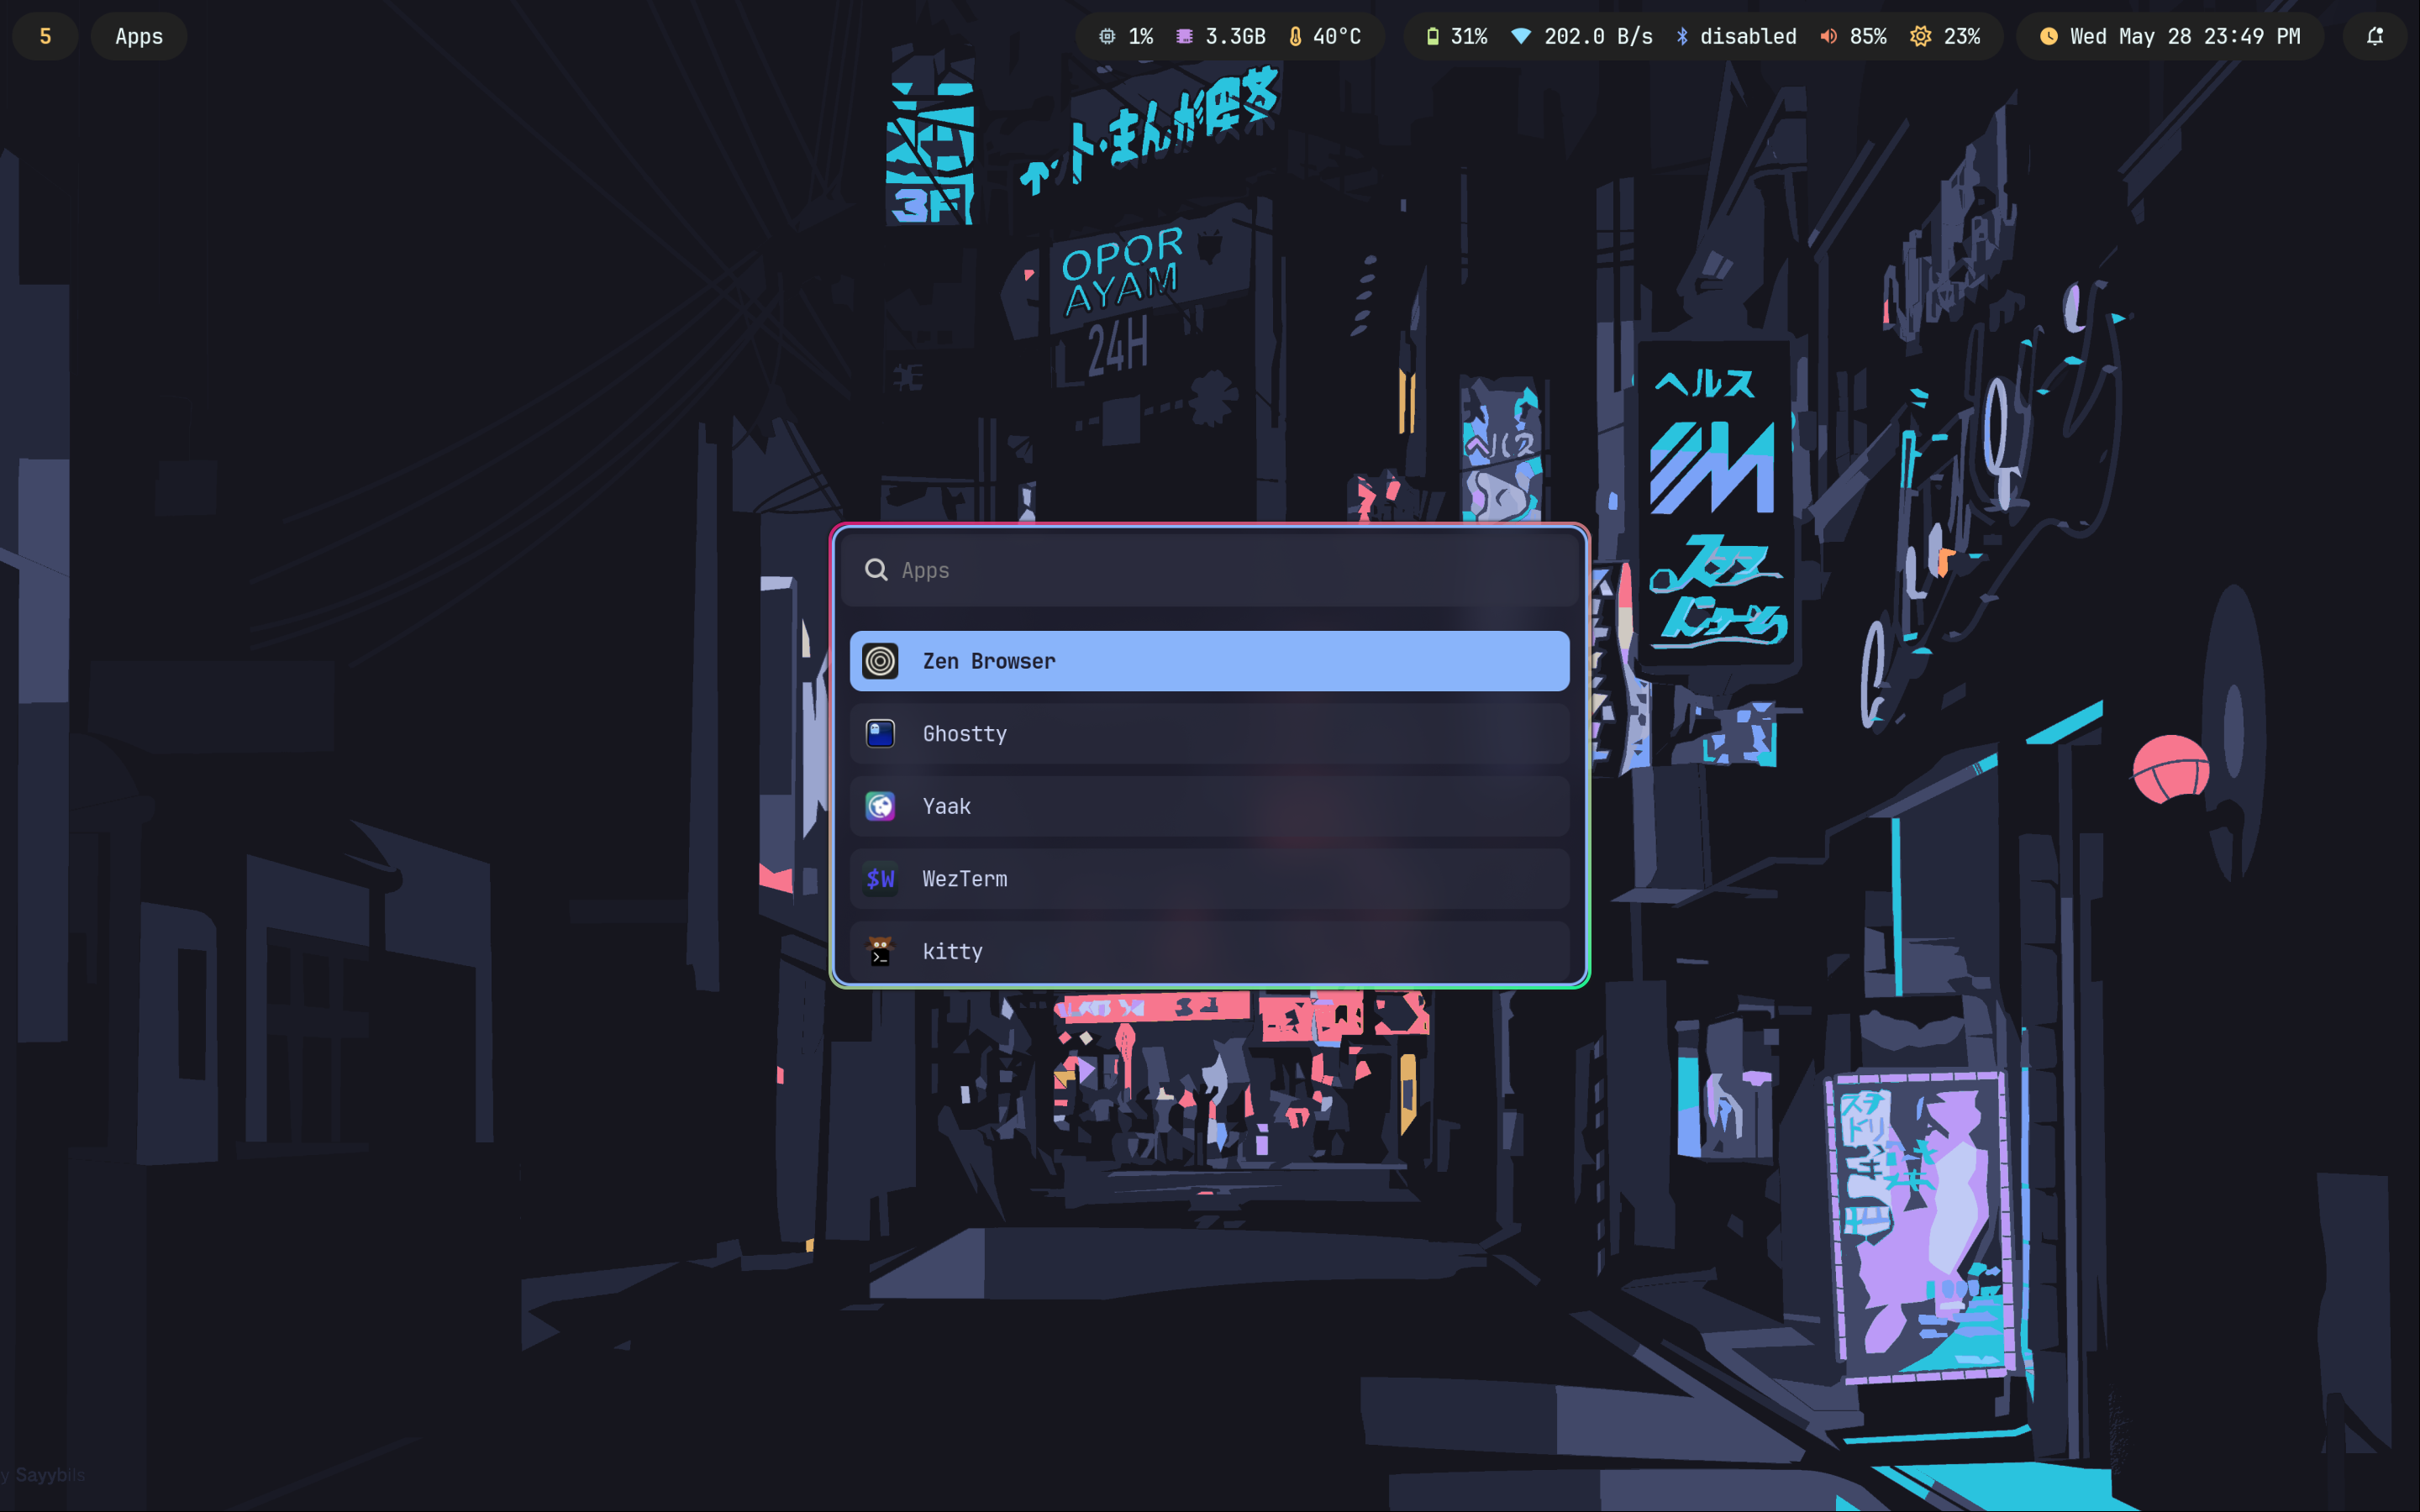 5 Apps 1% 3.3GB 40°C 31% 202.0 B/s disabled 85% 23% Wed May 28 23:49 PM
ト・まんが喫茶
3F
OPOR
AYAM
24H
ヘルス
Apps
Zen Browser
Ghostty
Yaak
$W WezTerm
>_ kitty
y Sayybils